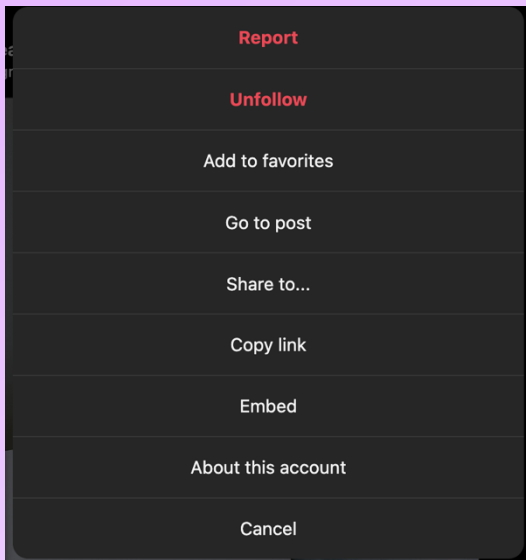 Report
Unfollow
Add to favorites
Go to post
Share to...
Copy link
Embed
About this account
Cancel